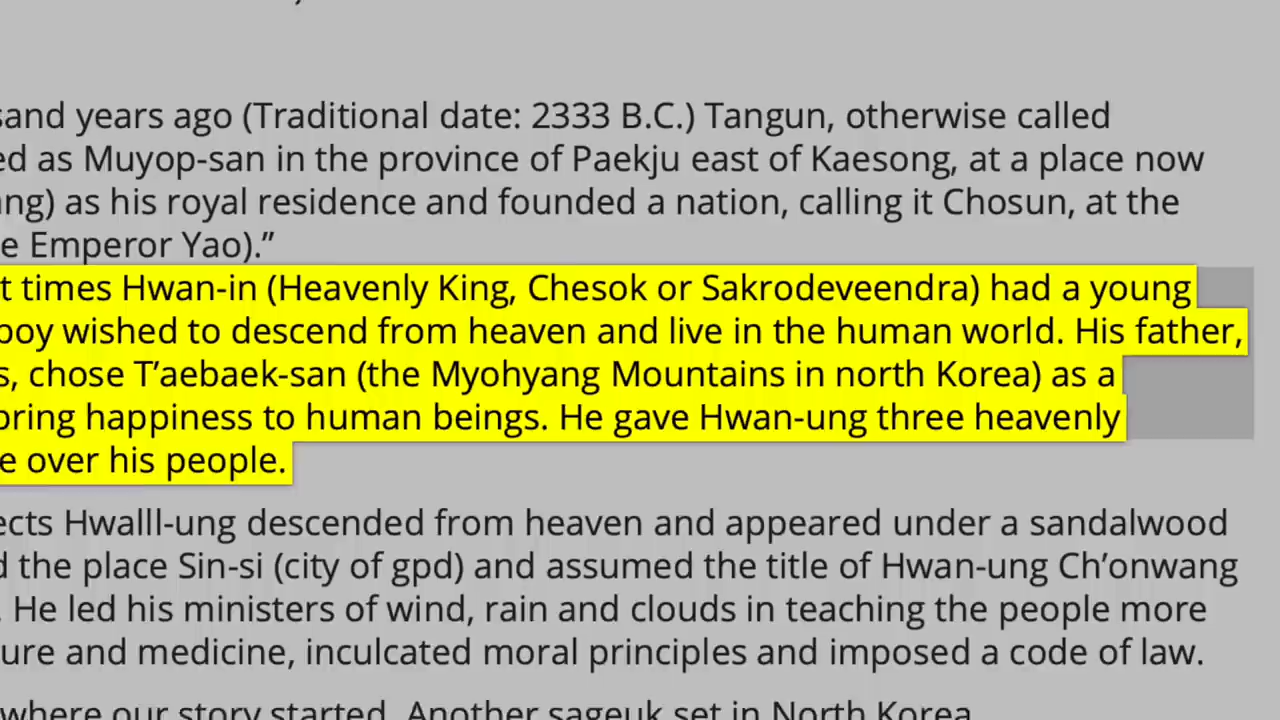 sand years ago (Traditional date: 2333 B.C.) Tangun, otherwise called
ed as Muyop-san in the province of Paekju east of Kaesong, at a place now
ang) as his royal residence and founded a nation, calling it Chosun, at the
e Emperor Yao).”
t times Hwan-in (Heavenly King, Chesok or Sakrodeveendra) had a young
boy wished to descend from heaven and live in the human world. His father,
s, chose T’aebaek-san (the Myohyang Mountains in north Korea) as a
bring happiness to human beings. He gave Hwan-ung three heavenly
e over his people.
ects Hwalll-ung descended from heaven and appeared under a sandalwood
d the place Sin-si (city of gpd) and assumed the title of Hwan-ung Ch’onwang
. He led his ministers of wind, rain and clouds in teaching the people more
ure and medicine, inculcated moral principles and imposed a code of law.
where our story started. Another sageuk set in North Korea